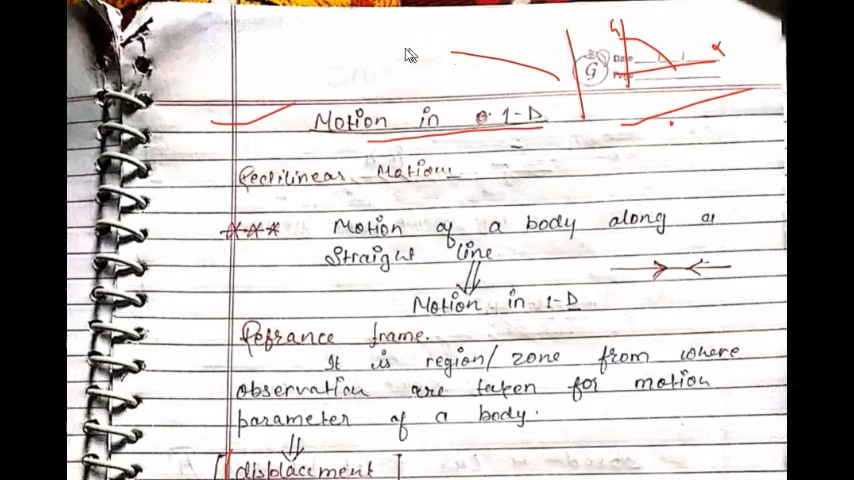 G
Date
Page
Motion in 1-D
Rectilinear Motion
Motion of a body along a
straight line
Motion in 1-D
Refrance frame.
It is region/ zone from where
observation are taken for motion
parameter of a body.
[displacement]